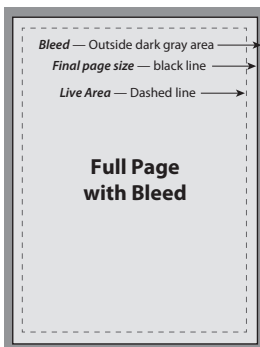 Bleed — Outside dark gray area
Final page size — black line
Live Area — Dashed line
Full Page
with Bleed